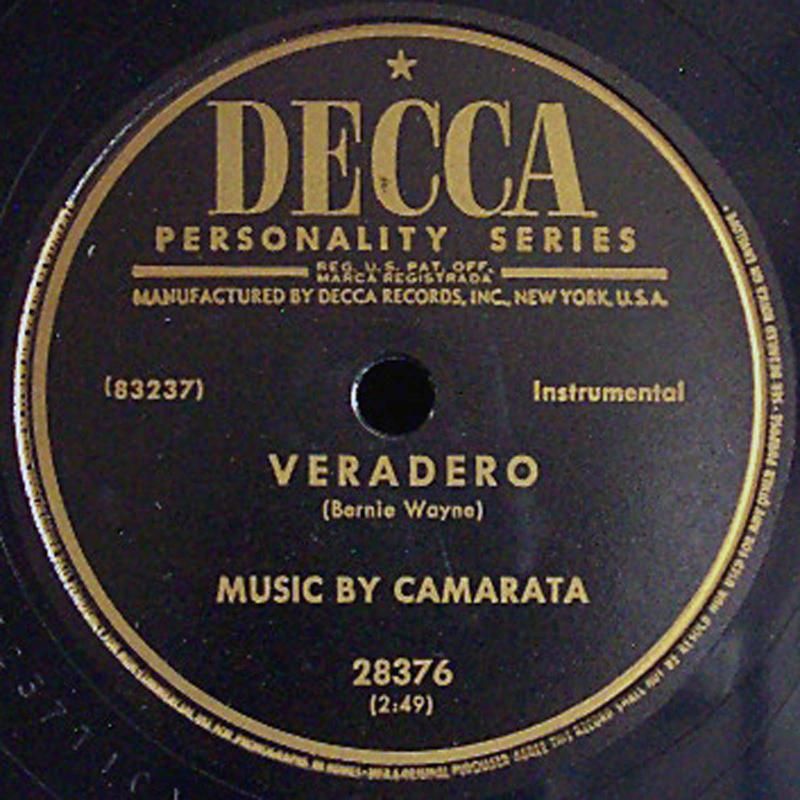 DECCA
PERSONALITY SERIES
REG. U.S. PAT. OFF.
MARCA REGISTRADA
MANUFACTURED BY DECCA RECORDS, INC., NEW YORK, U.S.A.
(83237)
Instrumental
VERADERO
(Bernie Wayne)
MUSIC BY CAMARATA
28376
(2:49)